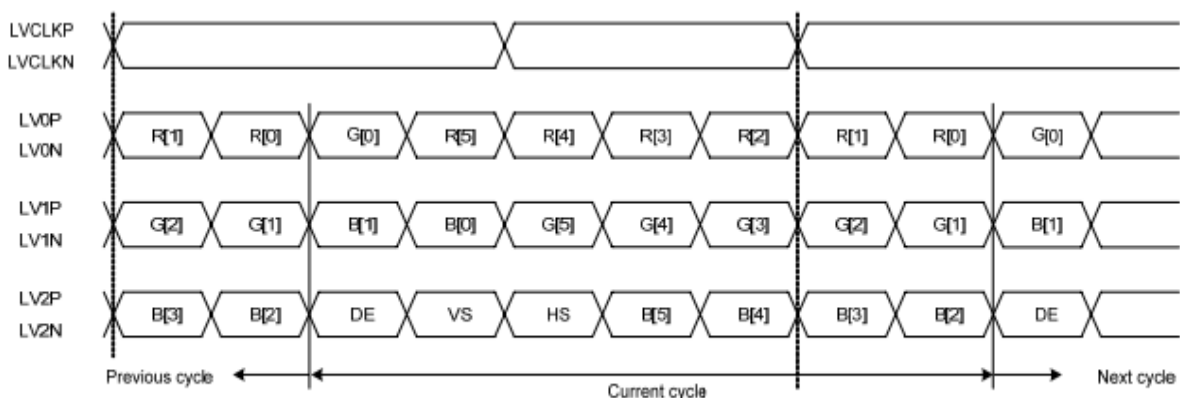 LVCLKP
LVCLKN
LV0P
LV0N
R[1] R[0] G[0] R[5] R[4] R[3] R[2] R[1] R[0] G[0]
LV1P
LV1N
G[2] G[1] B[1] B[0] G[5] G[4] G[3] G[2] G[1] B[1]
LV2P
LV2N
B[3] B[2] DE VS HS B[5] B[4] B[3] B[2] DE
Previous cycle Current cycle Next cycle